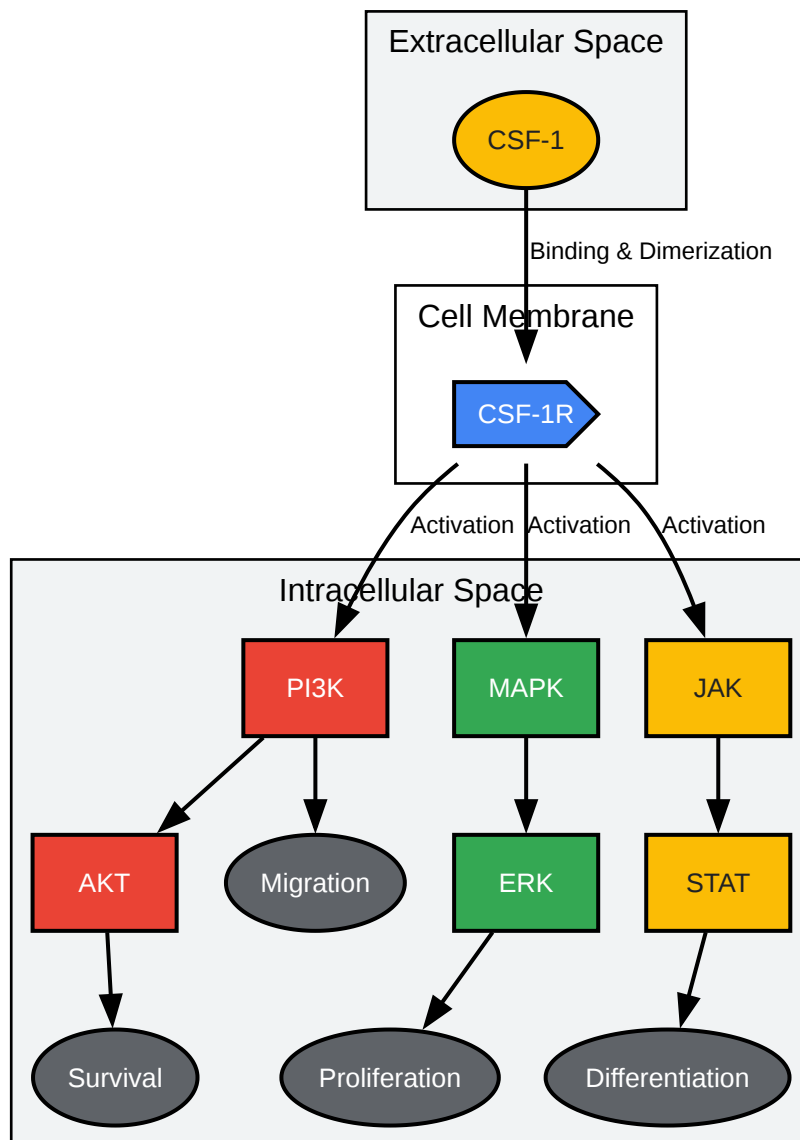 Extracellular Space
CSF-1
Binding & Dimerization
Cell Membrane
CSF-1R
Activation
Activation
Activation
Intracellular Space
PI3K
MAPK
JAK
AKT
Migration
ERK
STAT
Survival
Proliferation
Differentiation